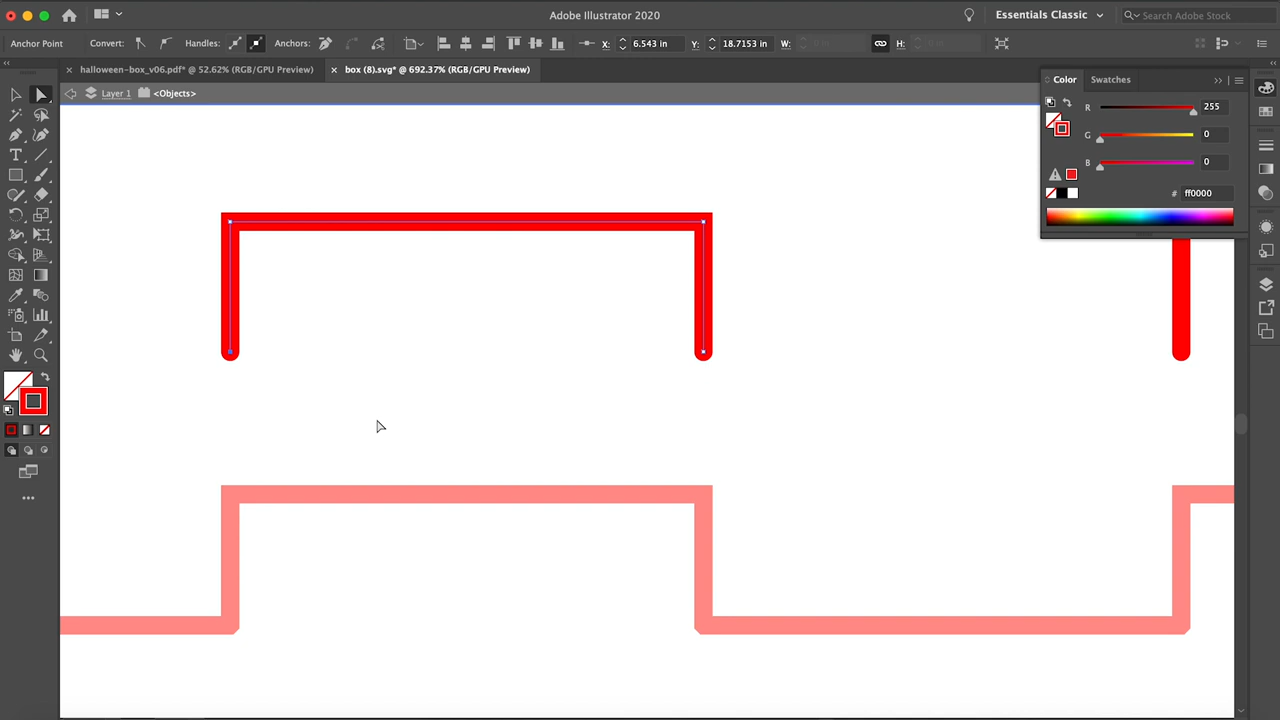 Adobe Illustrator 2020
Essentials Classic
Search Adobe Stock
Anchor Point
Convert:
Handles:
Anchors:
X:
6.543 in
Y:
18.7153 in
W:
H:
halloween-box_v06.pdf* @ 52.62% (RGB/GPU Preview)
box (8).svg* @ 692.37% (RGB/GPU Preview)
Layer 1
<Objects>
Color
Swatches
R
255
G
0
B
0
#
ff0000